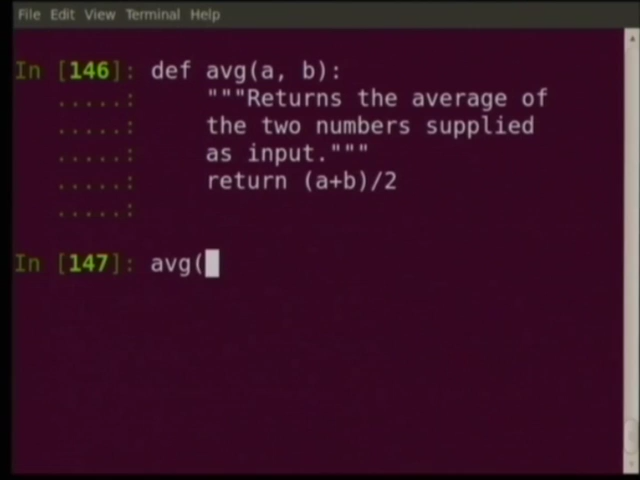 File Edit View Terminal Help
In [146]: def avg(a, b):
.....: """Returns the average of
.....: the two numbers supplied
.....: as input."""
.....: return (a+b)/2
.....:
In [147]: avg(